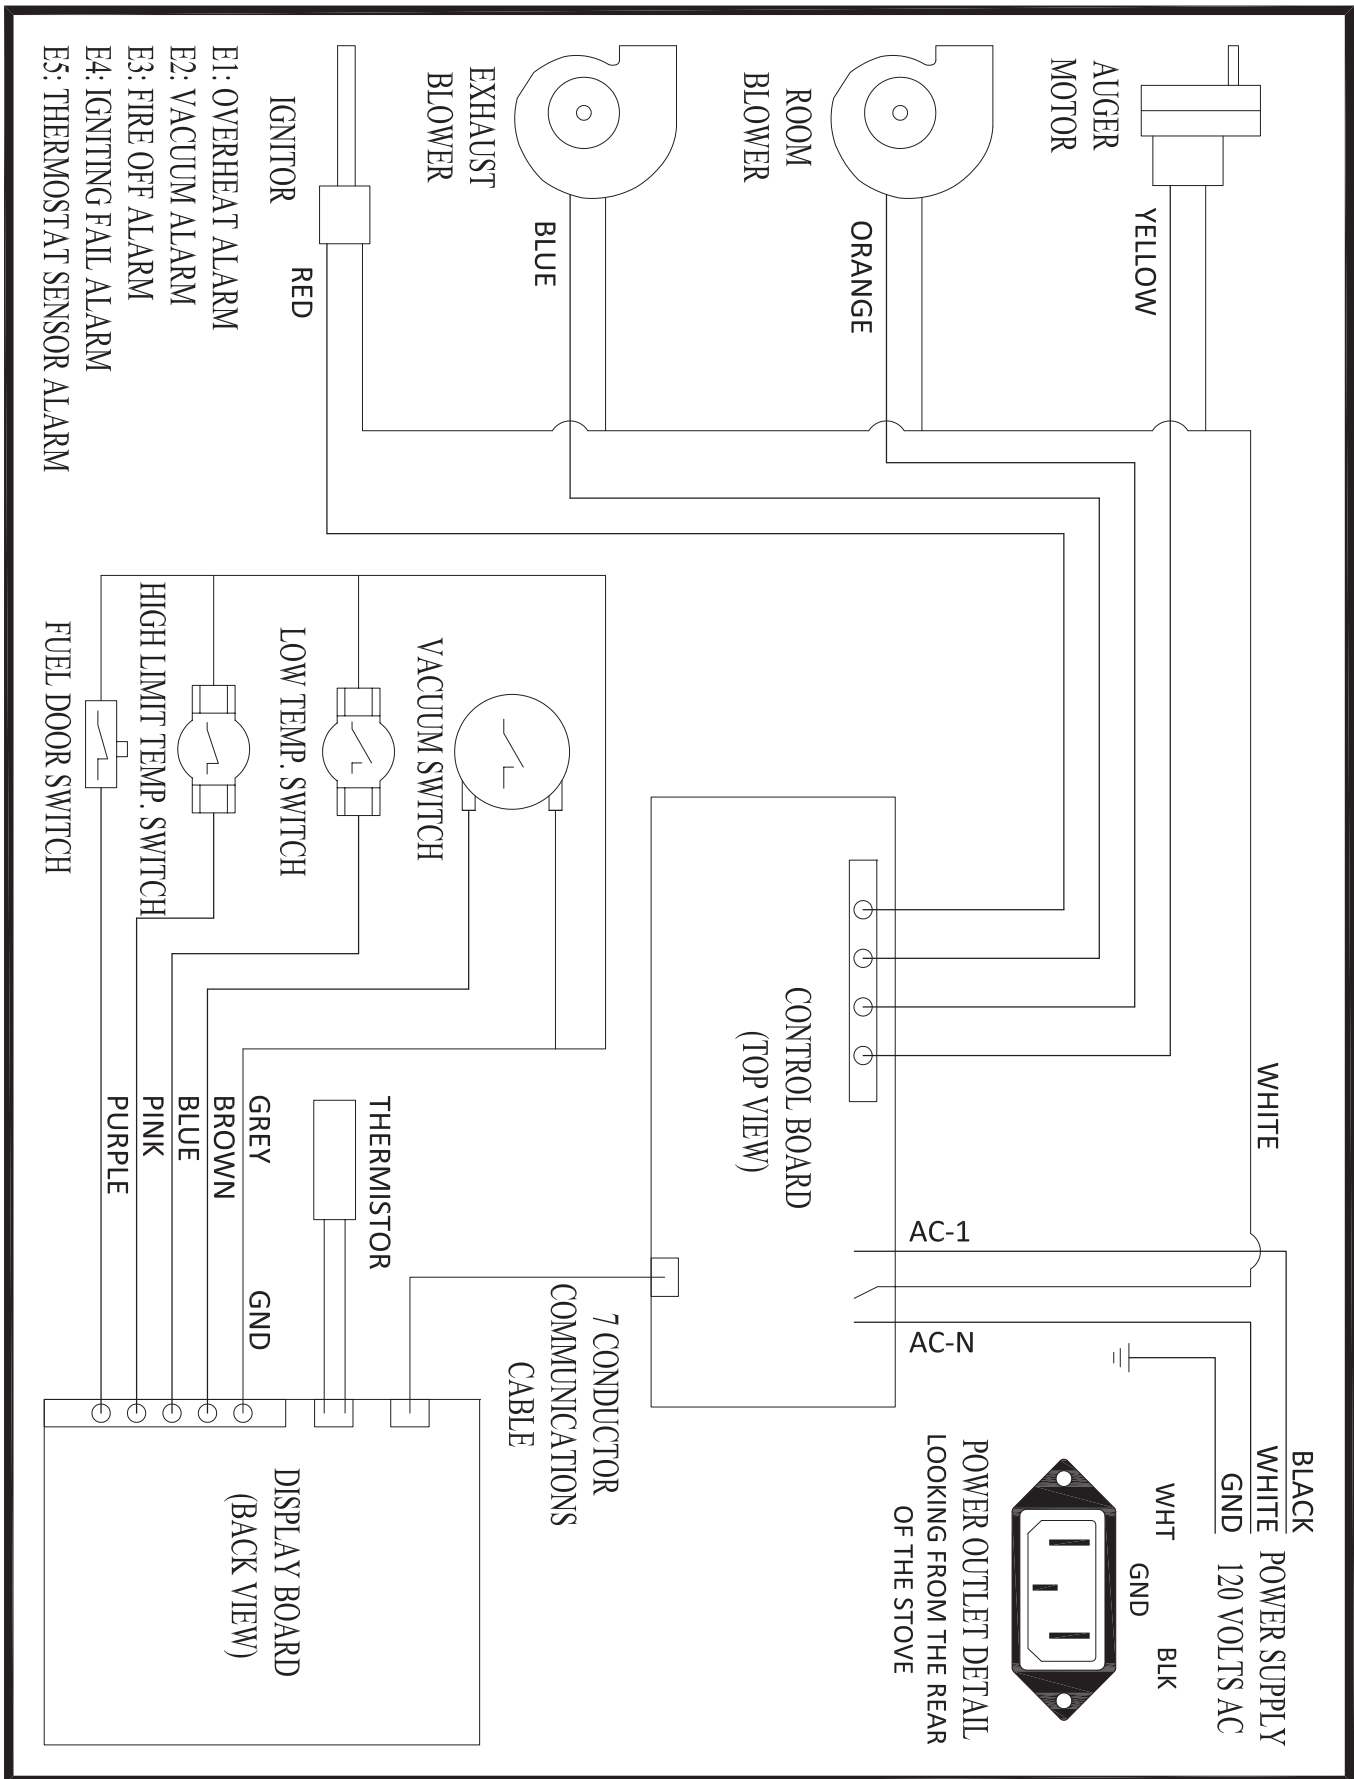 AUGER
MOTOR
YELLOW
ROOM
BLOWER
ORANGE
EXHAUST
BLOWER
BLUE
IGNITOR
RED
E1: OVERHEAT ALARM
E2: VACUUM ALARM
E3: FIRE OFF ALARM
E4: IGNITING FAIL ALARM
E5: THERMOSTAT SENSOR ALARM
VACUUM SWITCH
LOW TEMP. SWITCH
HIGH LIMIT TEMP. SWITCH
FUEL DOOR SWITCH
WHITE
CONTROL BOARD
(TOP VIEW)
AC-1
AC-N
THERMISTOR
GREY
GND
BROWN
BLUE
PINK
PURPLE
7 CONDUCTOR
COMMUNICATIONS
CABLE
BLACK
WHITE
GND
POWER SUPPLY
120 VOLTS AC
WHT
GND
BLK
POWER OUTLET DETAIL
LOOKING FROM THE REAR
OF THE STOVE
DISPLAY BOARD
(BACK VIEW)